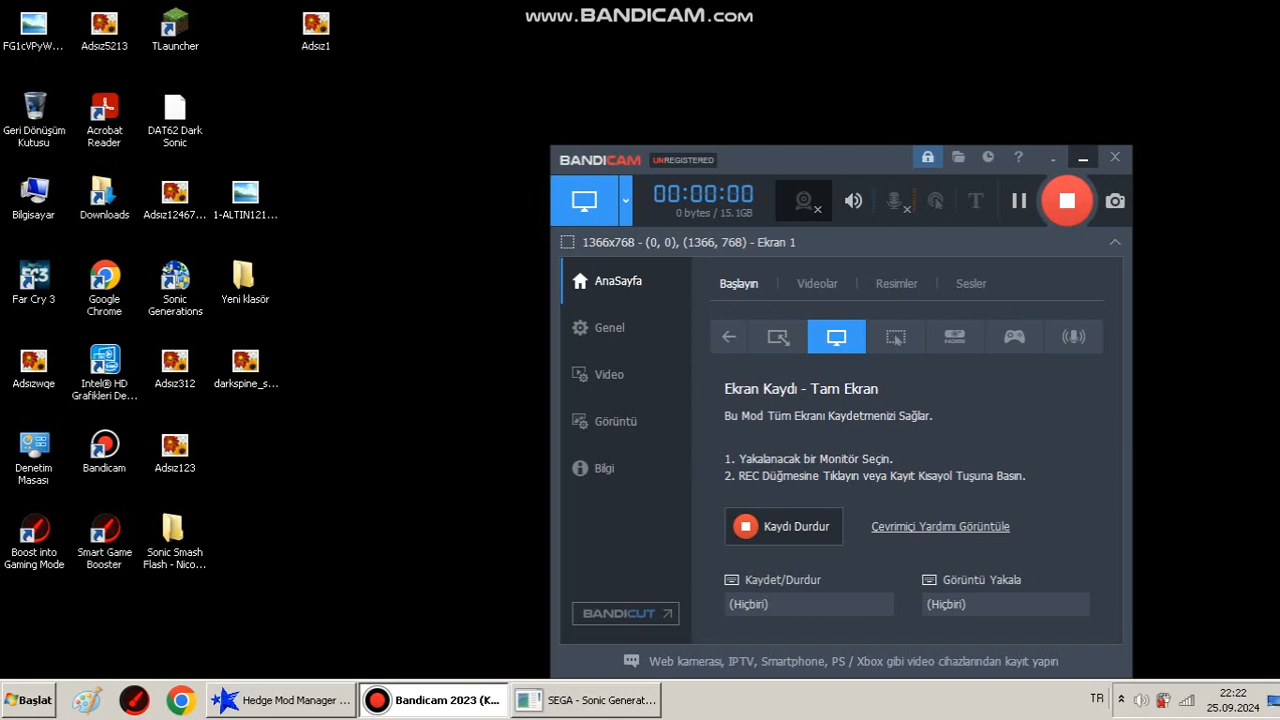 www.BANDICAM.com
FG1cVPyW...
Adsız5213
TLauncher
Adsız1
Geri Dönüşüm
Kutusu
Acrobat
Reader
DAT62 Dark
Sonic
Bilgisayar
Downloads
Adsız12467...
1-ALTIN121...
Far Cry 3
Google
Chrome
Sonic
Generations
Yeni klasör
Adsızwqe
Intel® HD
Grafikleri De...
Adsız312
darkspine_s...
Denetim
Masası
Bandicam
Adsız123
Boost into
Gaming Mode
Smart Game
Booster
Sonic Smash
Flash - Nico...
BANDICAM UNREGISTERED
00:00:00
0 bytes / 15.1GB
1366x768 - (0, 0), (1366, 768) - Ekran 1
AnaSayfa
Genel
Video
Görüntü
Bilgi
BANDICUT
Başlayın Videolar Resimler Sesler
HDMI
Ekran Kaydı - Tam Ekran
Bu Mod Tüm Ekranı Kaydetmenizi Sağlar.
1. Yakalanacak bir Monitör Seçin.
2. REC Düğmesine Tıklayın veya Kayıt Kısayol Tuşuna Basın.
Kaydı Durdur Çevrimiçi Yardımı Görüntüle
Kaydet/Durdur Görüntü Yakala
(Hiçbiri) (Hiçbiri)
Web kamerası, IPTV, Smartphone, PS / Xbox gibi video cihazlarından kayıt yapın
Başlat
Hedge Mod Manager ...
Bandicam 2023 (K...
SEGA - Sonic Generat...
TR
22:22
25.09.2024